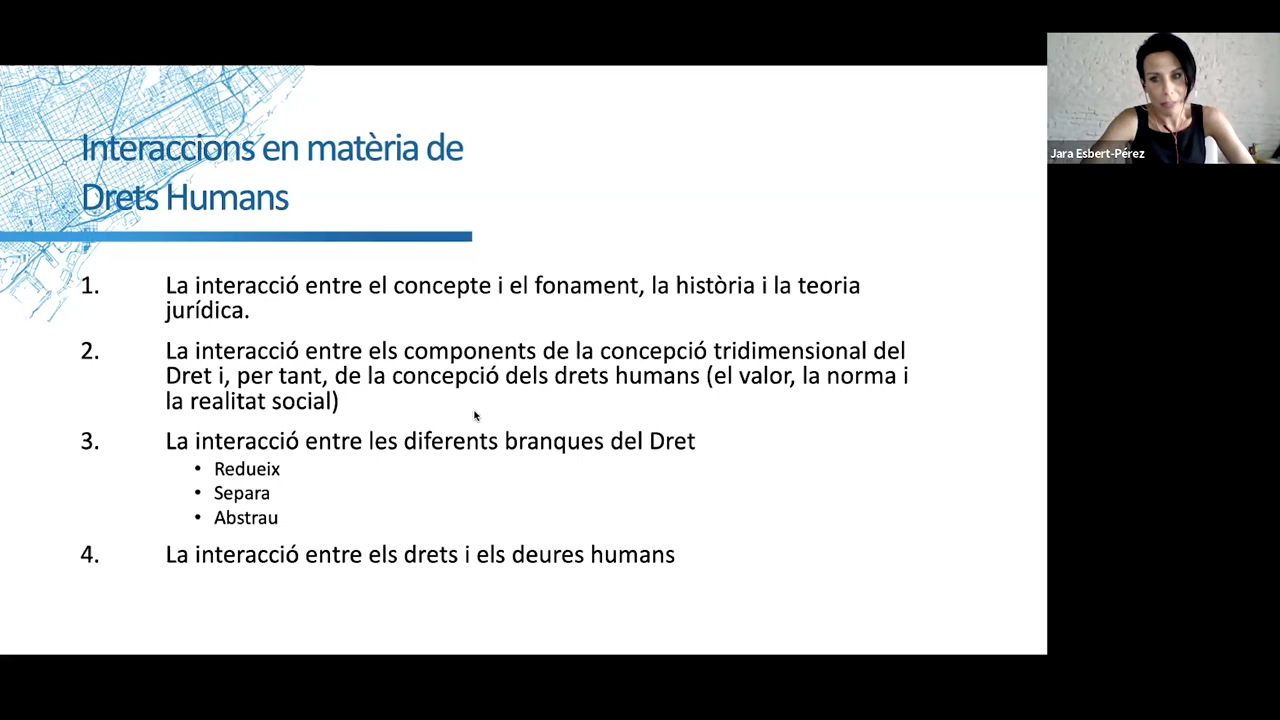 Interaccions en matèria de
Drets Humans
1. La interacció entre el concepte i el fonament, la història i la teoria
jurídica.
2. La interacció entre els components de la concepció tridimensional del
Dret i, per tant, de la concepció dels drets humans (el valor, la norma i
la realitat social)
3. La interacció entre les diferents branques del Dret
• Redueix
• Separa
• Abstrau
4. La interacció entre els drets i els deures humans
Jara Esbert-Pérez